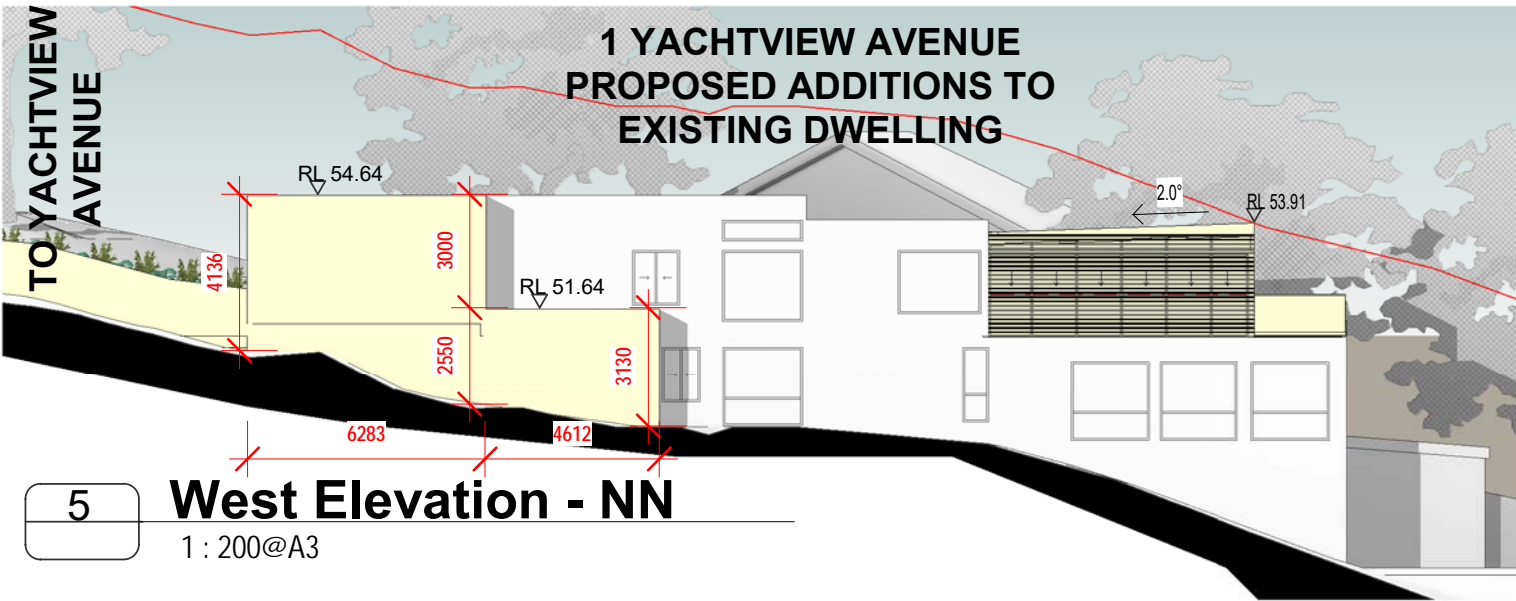 TO YACHTVIEW
AVENUE
1 YACHTVIEW AVENUE
PROPOSED ADDITIONS TO
EXISTING DWELLING
RL 54.64
2.0°
RL 53.91
4136
3000
RL 51.64
2550
3130
6283
4612
5
West Elevation - NN
1 : 200@A3